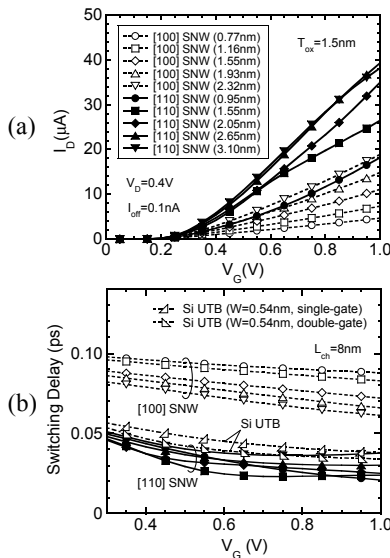 (a)
I_D(μA)
50
40
30
20
10
0
[100] SNW (0.77nm)
[100] SNW (1.16nm)
[100] SNW (1.55nm)
[100] SNW (1.93nm)
[100] SNW (2.32nm)
[110] SNW (0.95nm)
[110] SNW (1.55nm)
[110] SNW (2.05nm)
[110] SNW (2.65nm)
[110] SNW (3.10nm)
T_ox=1.5nm
V_D=0.4V
I_off=0.1nA
0 0.2 0.4 0.6 0.8 1.0
V_G(V)
(b)
Switching Delay (ps)
0.10
0.05
0
Si UTB (W=0.54nm, single-gate)
Si UTB (W=0.54nm, double-gate)
L_ch=8nm
[100] SNW
Si UTB
[110] SNW
0.4 0.6 0.8 1.0
V_G (V)